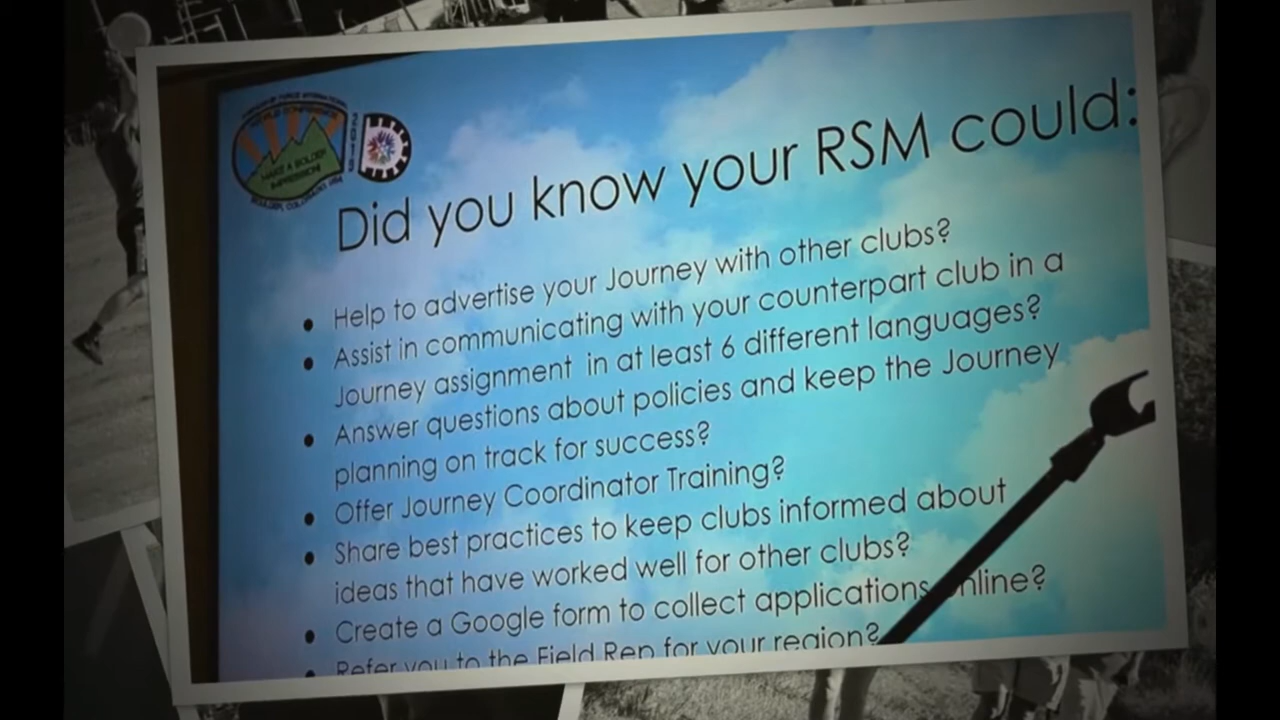 MAKE A BOLDER
IMPRESSION!
Did you know your RSM could:
• Help to advertise your Journey with other clubs?
• Assist in communicating with your counterpart club in a
Journey assignment in at least 6 different languages?
• Answer questions about policies and keep the Journey
planning on track for success?
• Offer Journey Coordinator Training?
• Share best practices to keep clubs informed about
ideas that have worked well for other clubs?
• Create a Google form to collect applications online?
• Refer you to the Field Rep for your region?